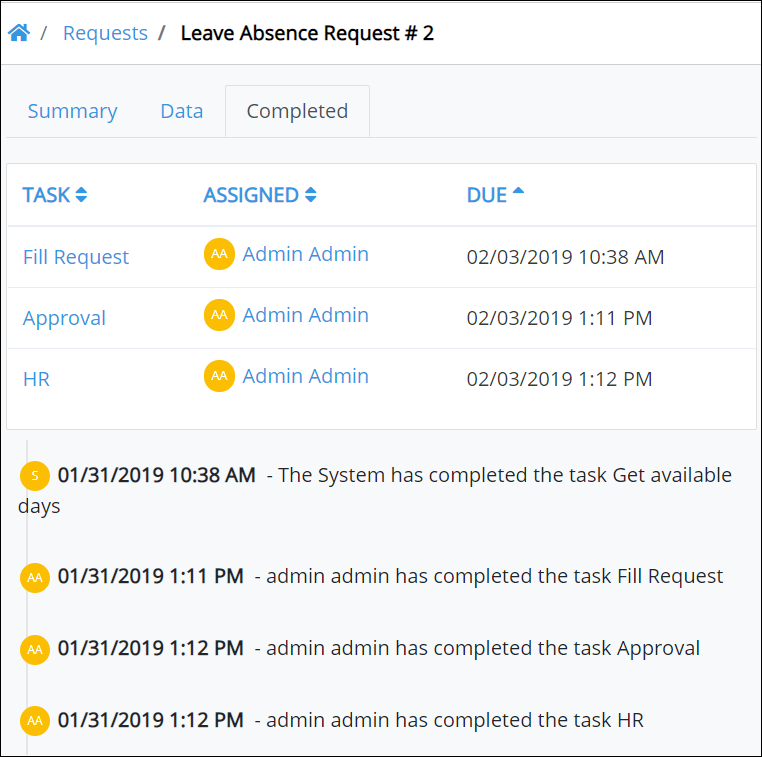 / Requests / Leave Absence Request # 2
Summary Data Completed
TASK ASSIGNED DUE
Fill Request AA Admin Admin 02/03/2019 10:38 AM
Approval AA Admin Admin 02/03/2019 1:11 PM
HR AA Admin Admin 02/03/2019 1:12 PM
S 01/31/2019 10:38 AM - The System has completed the task Get available
days
AA 01/31/2019 1:11 PM - admin admin has completed the task Fill Request
AA 01/31/2019 1:12 PM - admin admin has completed the task Approval
AA 01/31/2019 1:12 PM - admin admin has completed the task HR